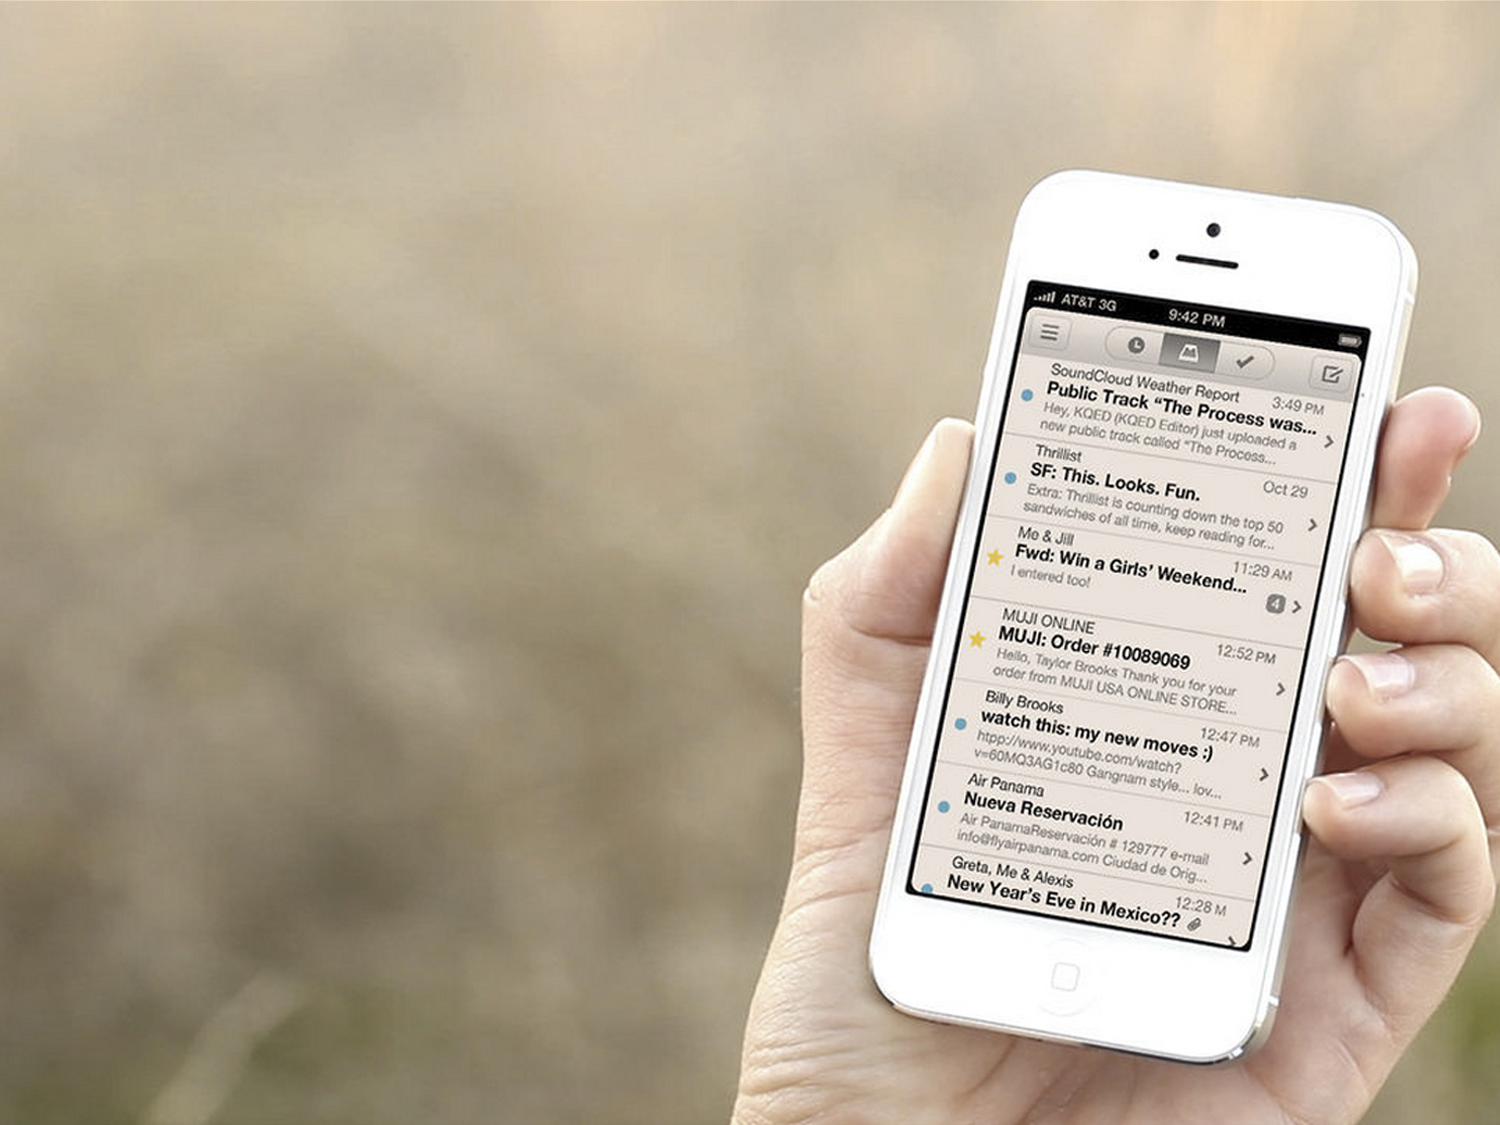 AT&T 3G 9:42 PM
SoundCloud Weather Report 3:49 PM
Public Track “The Process was...
Hey, KQED (KQED Editor) just uploaded a
new public track called “The Process...
Thrillist Oct 29
SF: This. Looks. Fun.
Extra: Thrillist is counting down the top 50
sandwiches of all time, keep reading for...
Me & Jill 11:29 AM
Fwd: Win a Girls’ Weekend...
I entered too! 4
MUJI ONLINE 12:52 PM
MUJI: Order #10089069
Hello, Taylor Brooks Thank you for your
order from MUJI USA ONLINE STORE...
Billy Brooks 12:47 PM
watch this: my new moves ;)
htpp://www.youtube.com/watch?
v=60MQ3AG1c80 Gangnam style... lov...
Air Panama 12:41 PM
Nueva Reservación
Air PanamaReservación # 129777 e-mail
info@flyairpanama.com Ciudad de Orig...
Greta, Me & Alexis 12:28 M
New Year’s Eve in Mexico??